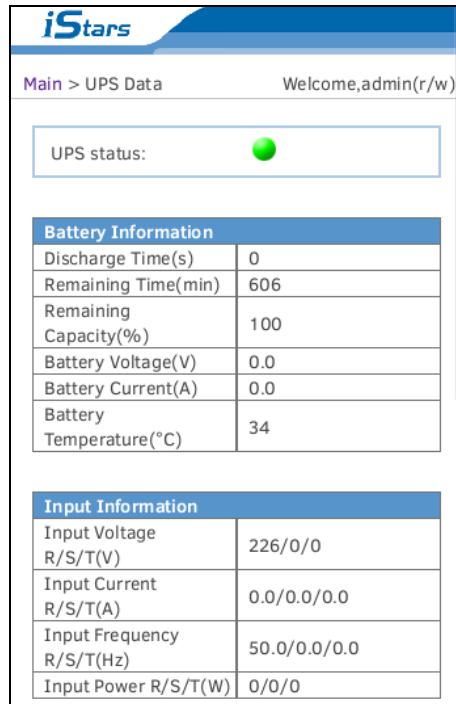 iStars
Main > UPS Data Welcome,admin(r/w)
UPS status:
Battery Information
Discharge Time(s) 0
Remaining Time(min) 606
Remaining
Capacity(%) 100
Battery Voltage(V) 0.0
Battery Current(A) 0.0
Battery
Temperature(°C) 34
Input Information
Input Voltage
R/S/T(V) 226/0/0
Input Current
R/S/T(A) 0.0/0.0/0.0
Input Frequency
R/S/T(Hz) 50.0/0.0/0.0
Input Power R/S/T(W) 0/0/0